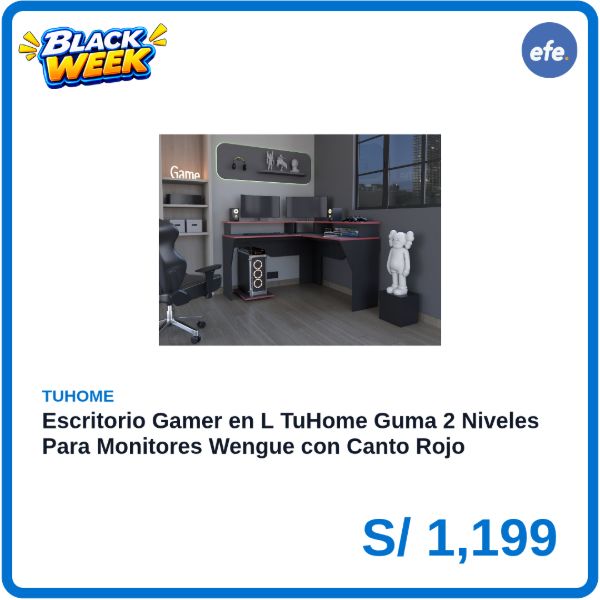 BLACK
WEEK
efe.
Game
TUHOME
Escritorio Gamer en L TuHome Guma 2 Niveles
Para Monitores Wengue con Canto Rojo
S/ 1,199